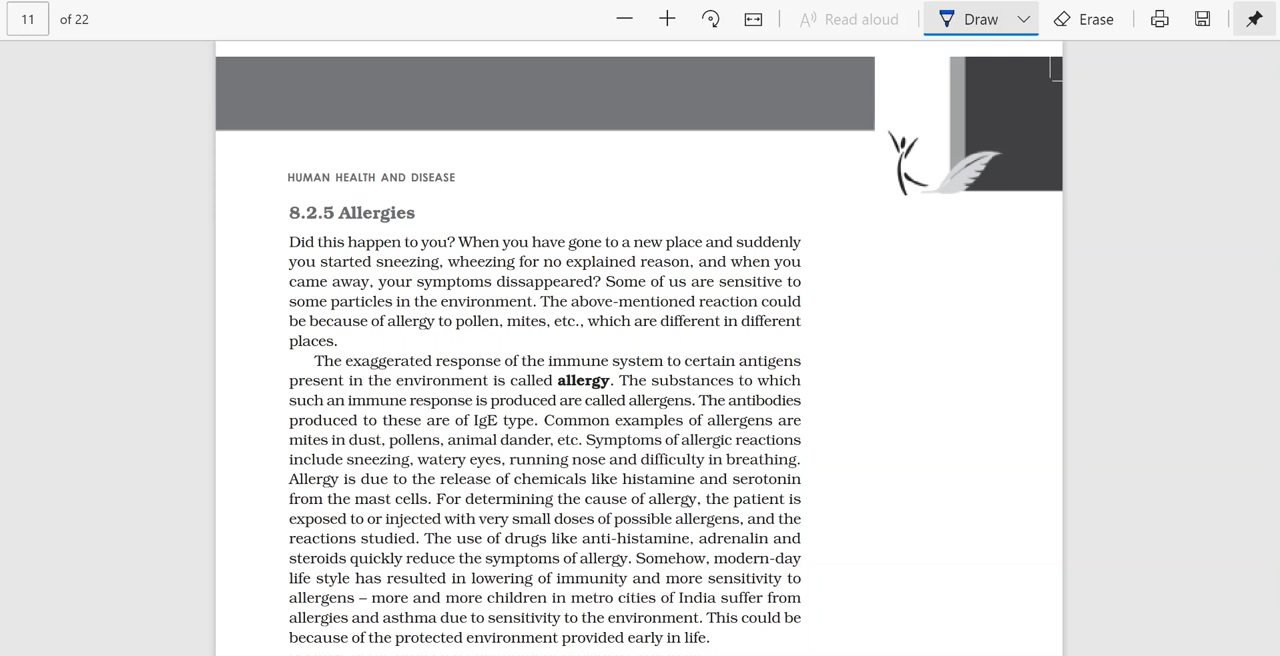 11 of 22 Read aloud Draw Erase
HUMAN HEALTH AND DISEASE
8.2.5 Allergies
Did this happen to you? When you have gone to a new place and suddenly
you started sneezing, wheezing for no explained reason, and when you
came away, your symptoms disappeared? Some of us are sensitive to
some particles in the environment. The above-mentioned reaction could
be because of allergy to pollen, mites, etc., which are different in different
places.
The exaggerated response of the immune system to certain antigens
present in the environment is called allergy. The substances to which
such an immune response is produced are called allergens. The antibodies
produced to these are of IgE type. Common examples of allergens are
mites in dust, pollens, animal dander, etc. Symptoms of allergic reactions
include sneezing, watery eyes, running nose and difficulty in breathing.
Allergy is due to the release of chemicals like histamine and serotonin
from the mast cells. For determining the cause of allergy, the patient is
exposed to or injected with very small doses of possible allergens, and the
reactions studied. The use of drugs like anti-histamine, adrenalin and
steroids quickly reduce the symptoms of allergy. Somehow, modern-day
life style has resulted in lowering of immunity and more sensitivity to
allergens – more and more children in metro cities of India suffer from
allergies and asthma due to sensitivity to the environment. This could be
because of the protected environment provided early in life.